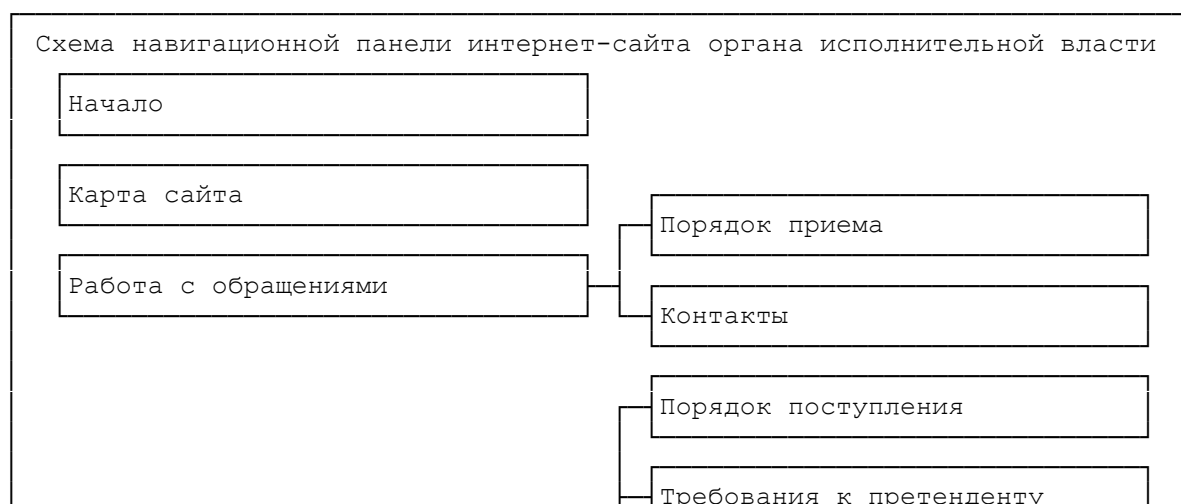 Схема навигационной панели интернет-сайта органа исполнительной власти
Начало
Карта сайта
Порядок приема
Работа с обращениями
Контакты
Порядок поступления
Требования к претенденту